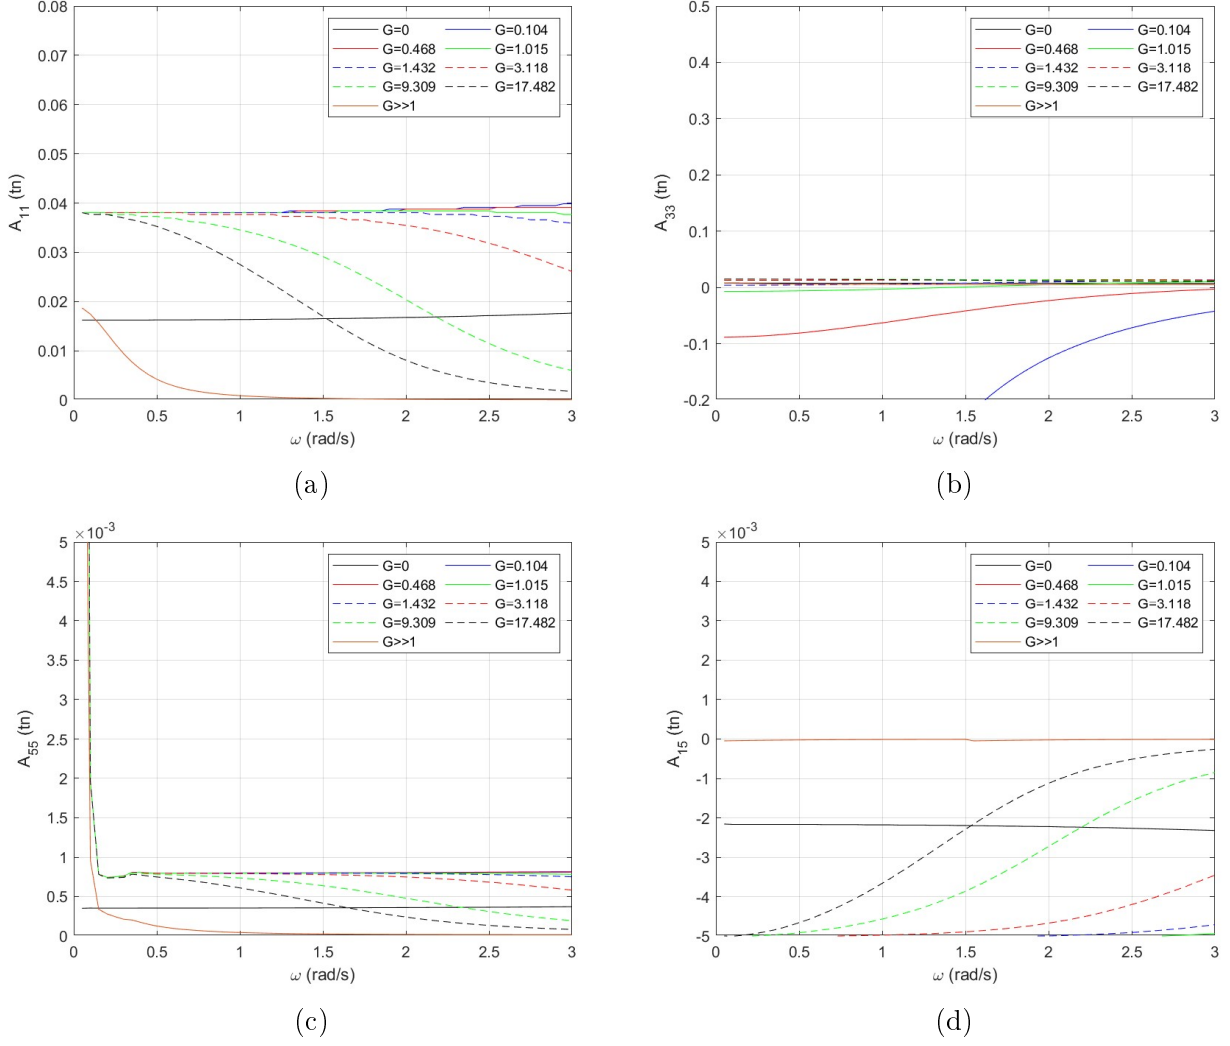 0.08
0.07
0.06
0.05
0.04
0.03
0.02
0.01
0
A11 (tn)
G=0 G=0.104
G=0.468 G=1.015
G=1.432 G=3.118
G=9.309 G=17.482
G>>1
0 0.5 1 1.5 2 2.5 3
ω (rad/s)
(a)
0.5
0.4
0.3
0.2
0.1
0
-0.1
-0.2
A33 (tn)
G=0 G=0.104
G=0.468 G=1.015
G=1.432 G=3.118
G=9.309 G=17.482
G>>1
0 0.5 1 1.5 2 2.5 3
ω (rad/s)
(b)
×10-3
5
4.5
4
3.5
3
2.5
2
1.5
1
0.5
0
A55 (tn)
G=0 G=0.104
G=0.468 G=1.015
G=1.432 G=3.118
G=9.309 G=17.482
G>>1
0 0.5 1 1.5 2 2.5 3
ω (rad/s)
(c)
×10-3
5
4
3
2
1
0
-1
-2
-3
-4
-5
A15 (tn)
G=0 G=0.104
G=0.468 G=1.015
G=1.432 G=3.118
G=9.309 G=17.482
G>>1
0 0.5 1 1.5 2 2.5 3
ω (rad/s)
(d)